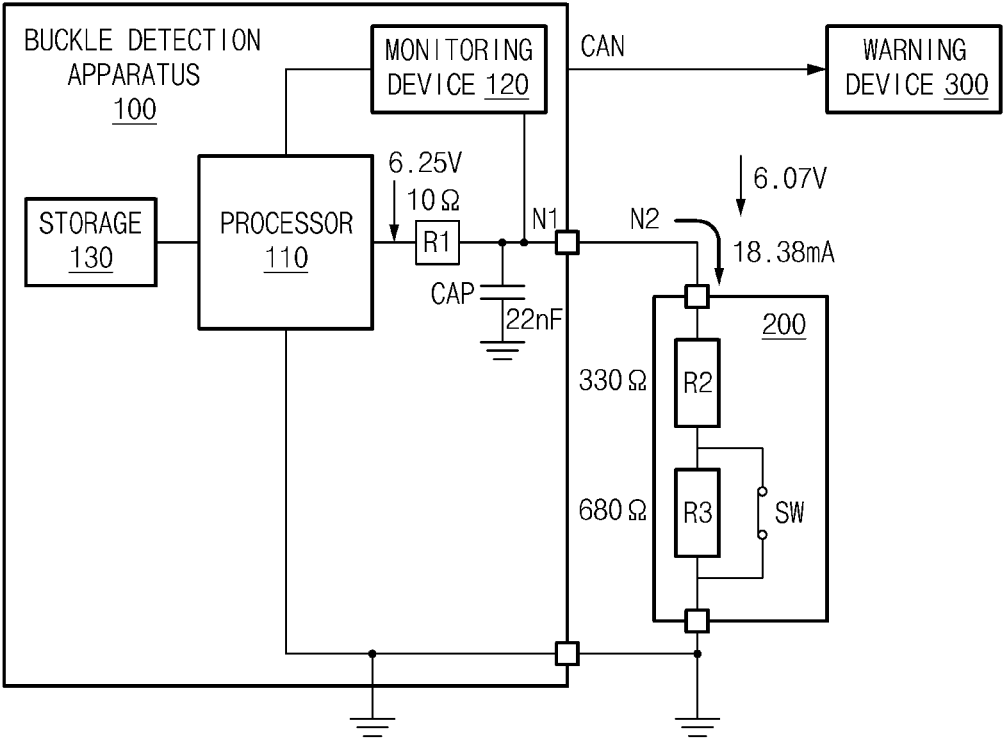 BUCKLE DETECTION
APPARATUS
100
MONITORING
DEVICE 120
CAN
WARNING
DEVICE 300
6.25V
10Ω
R1
STORAGE
130
PROCESSOR
110
N1
N2
6.07V
18.38mA
CAP
22nF
200
330Ω
R2
680Ω
R3
SW